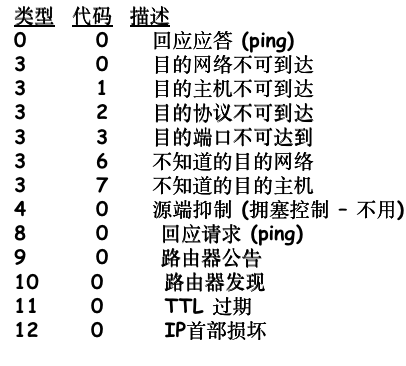 类型 代码 描述
0 0 回应应答 (ping)
3 0 目的网络不可到达
3 1 目的主机不可到达
3 2 目的协议不可到达
3 3 目的端口不可达到
3 6 不知道的目的网络
3 7 不知道的目的主机
4 0 源端抑制 (拥塞控制 - 不用)
8 0 回应请求 (ping)
9 0 路由器公告
10 0 路由器发现
11 0 TTL 过期
12 0 IP首部损坏